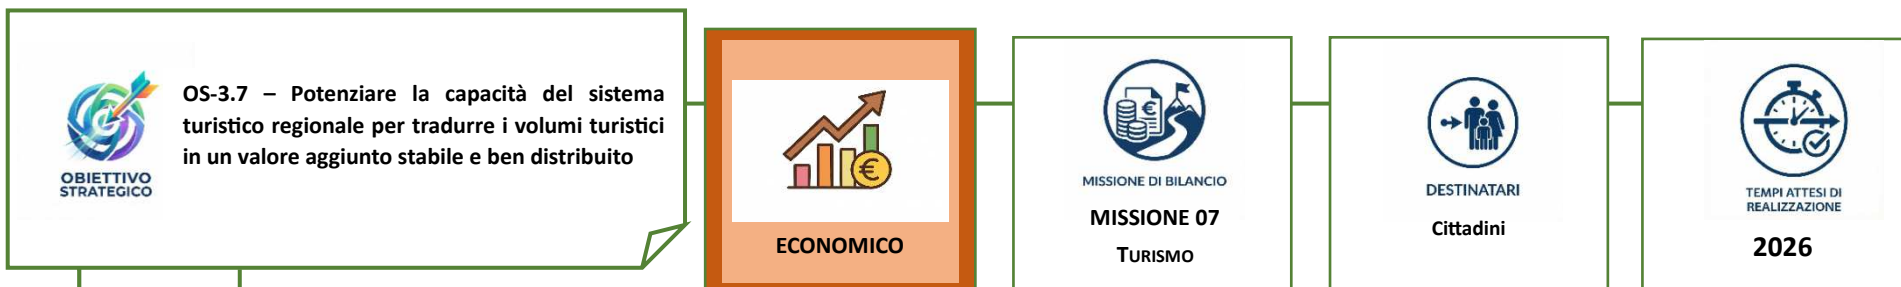 OBIETTIVO
STRATEGICO
OS-3.7 – Potenziare la capacità del sistema
turistico regionale per tradurre i volumi turistici
in un valore aggiunto stabile e ben distribuito
€
ECONOMICO
€
MISSIONE DI BILANCIO
MISSIONE 07
TURISMO
DESTINATARI
Cittadini
TEMPI ATTESI DI
REALIZZAZIONE
2026